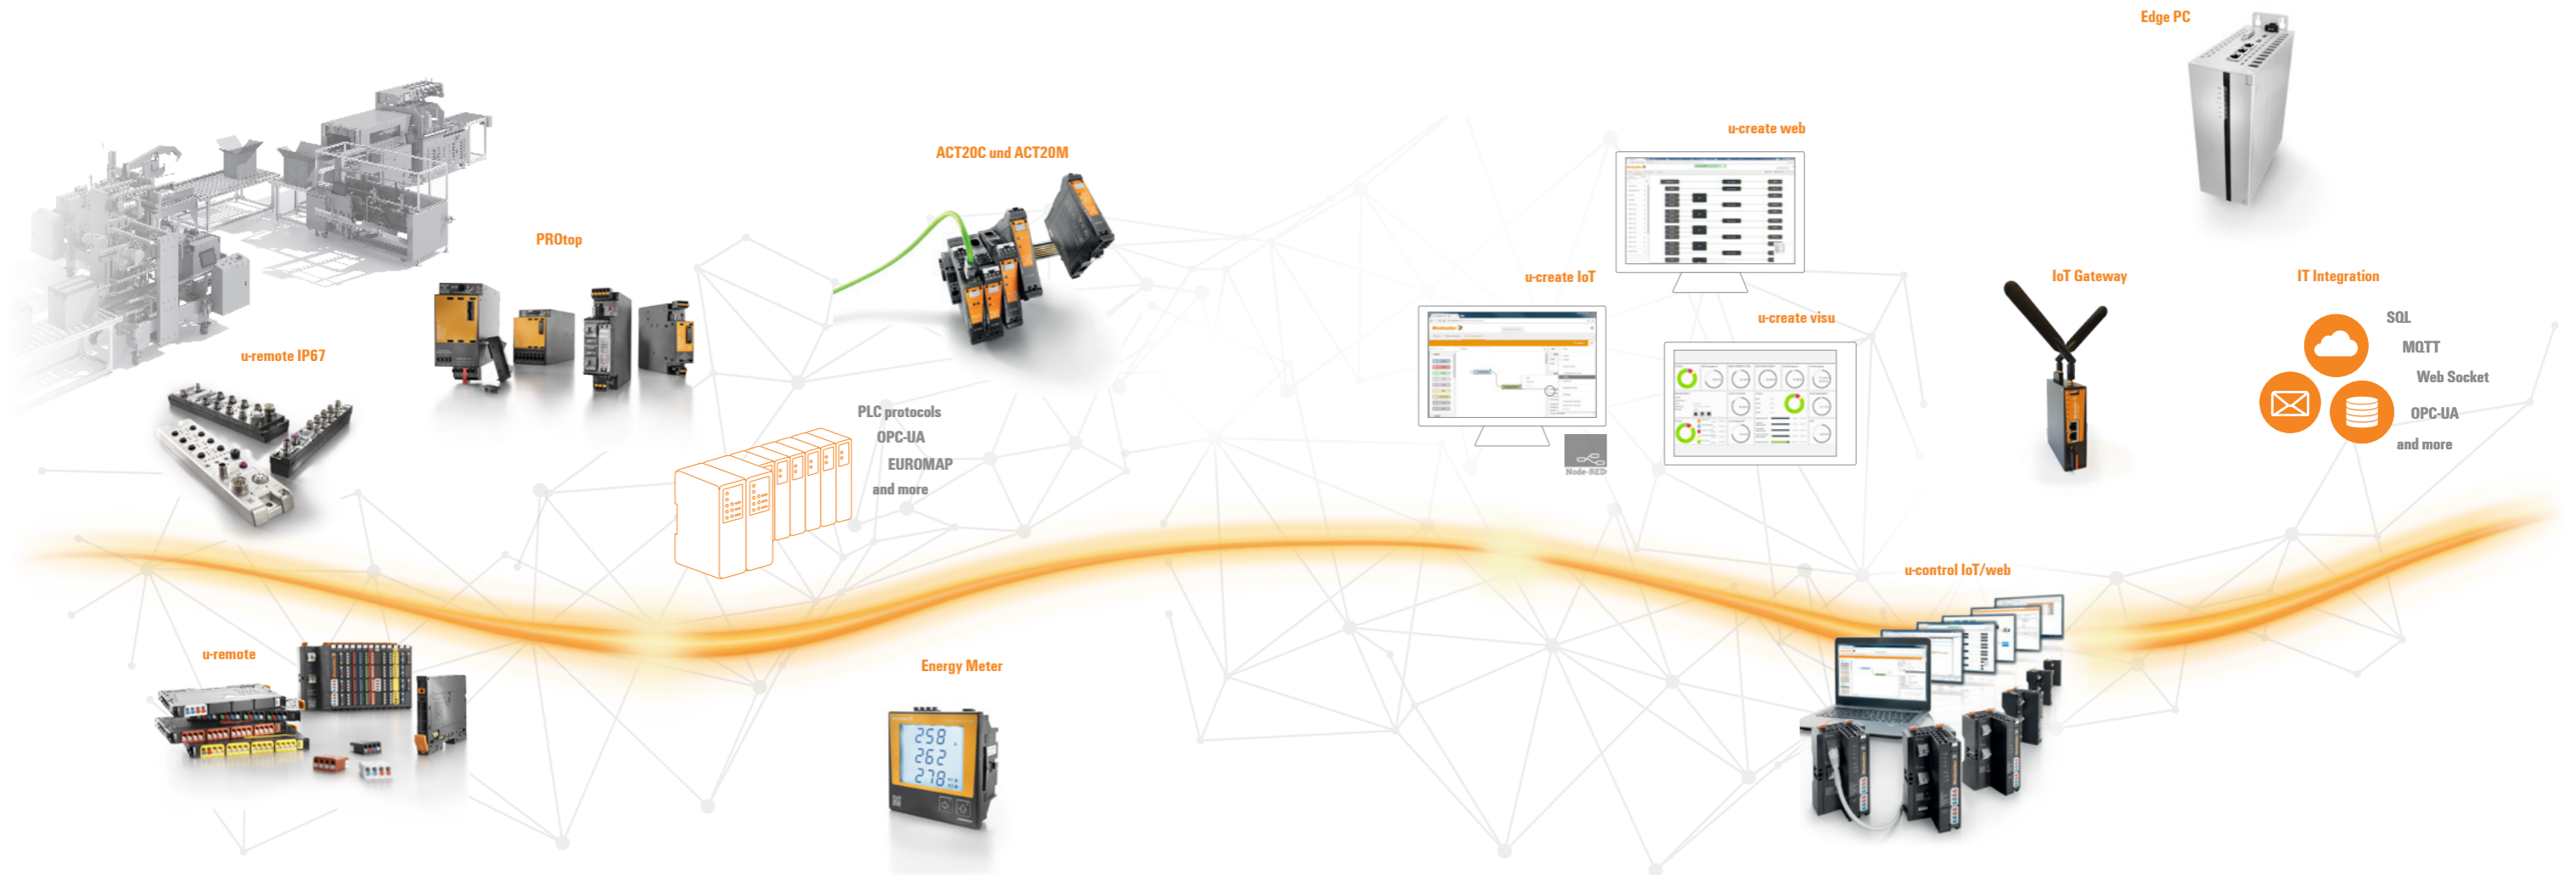 Edge PC
u-create web
ACT20C und ACT20M
PROtop
u-create IoT
IoT Gateway
IT Integration
u-create visu
SQL
MQTT
Web Socket
OPC-UA
and more
u-remote IP67
PLC protocols
OPC-UA
EUROMAP
and more
Node-RED
u-control IoT/web
u-remote
Energy Meter
258
262
278